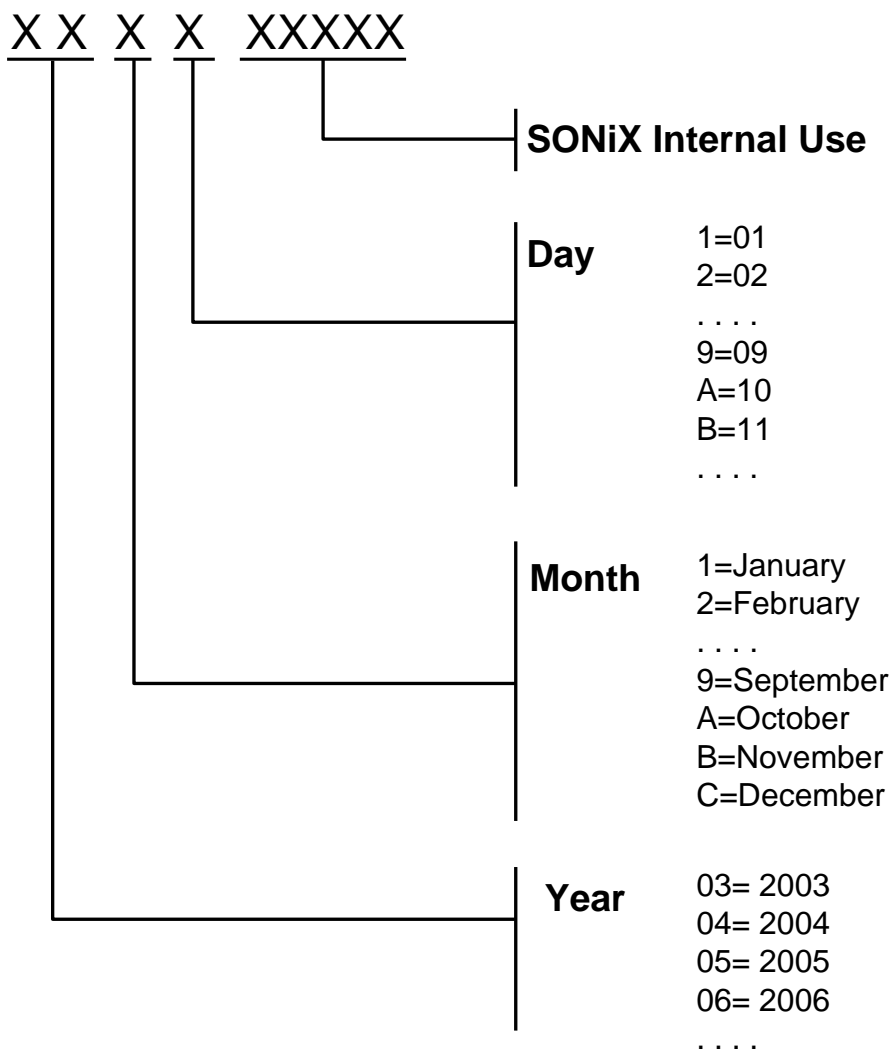 X X X X XXXXX
SONiX Internal Use
Day
1=01
2=02
. . . .
9=09
A=10
B=11
. . . .
Month
1=January
2=February
. . . .
9=September
A=October
B=November
C=December
Year
03= 2003
04= 2004
05= 2005
06= 2006
. . . .